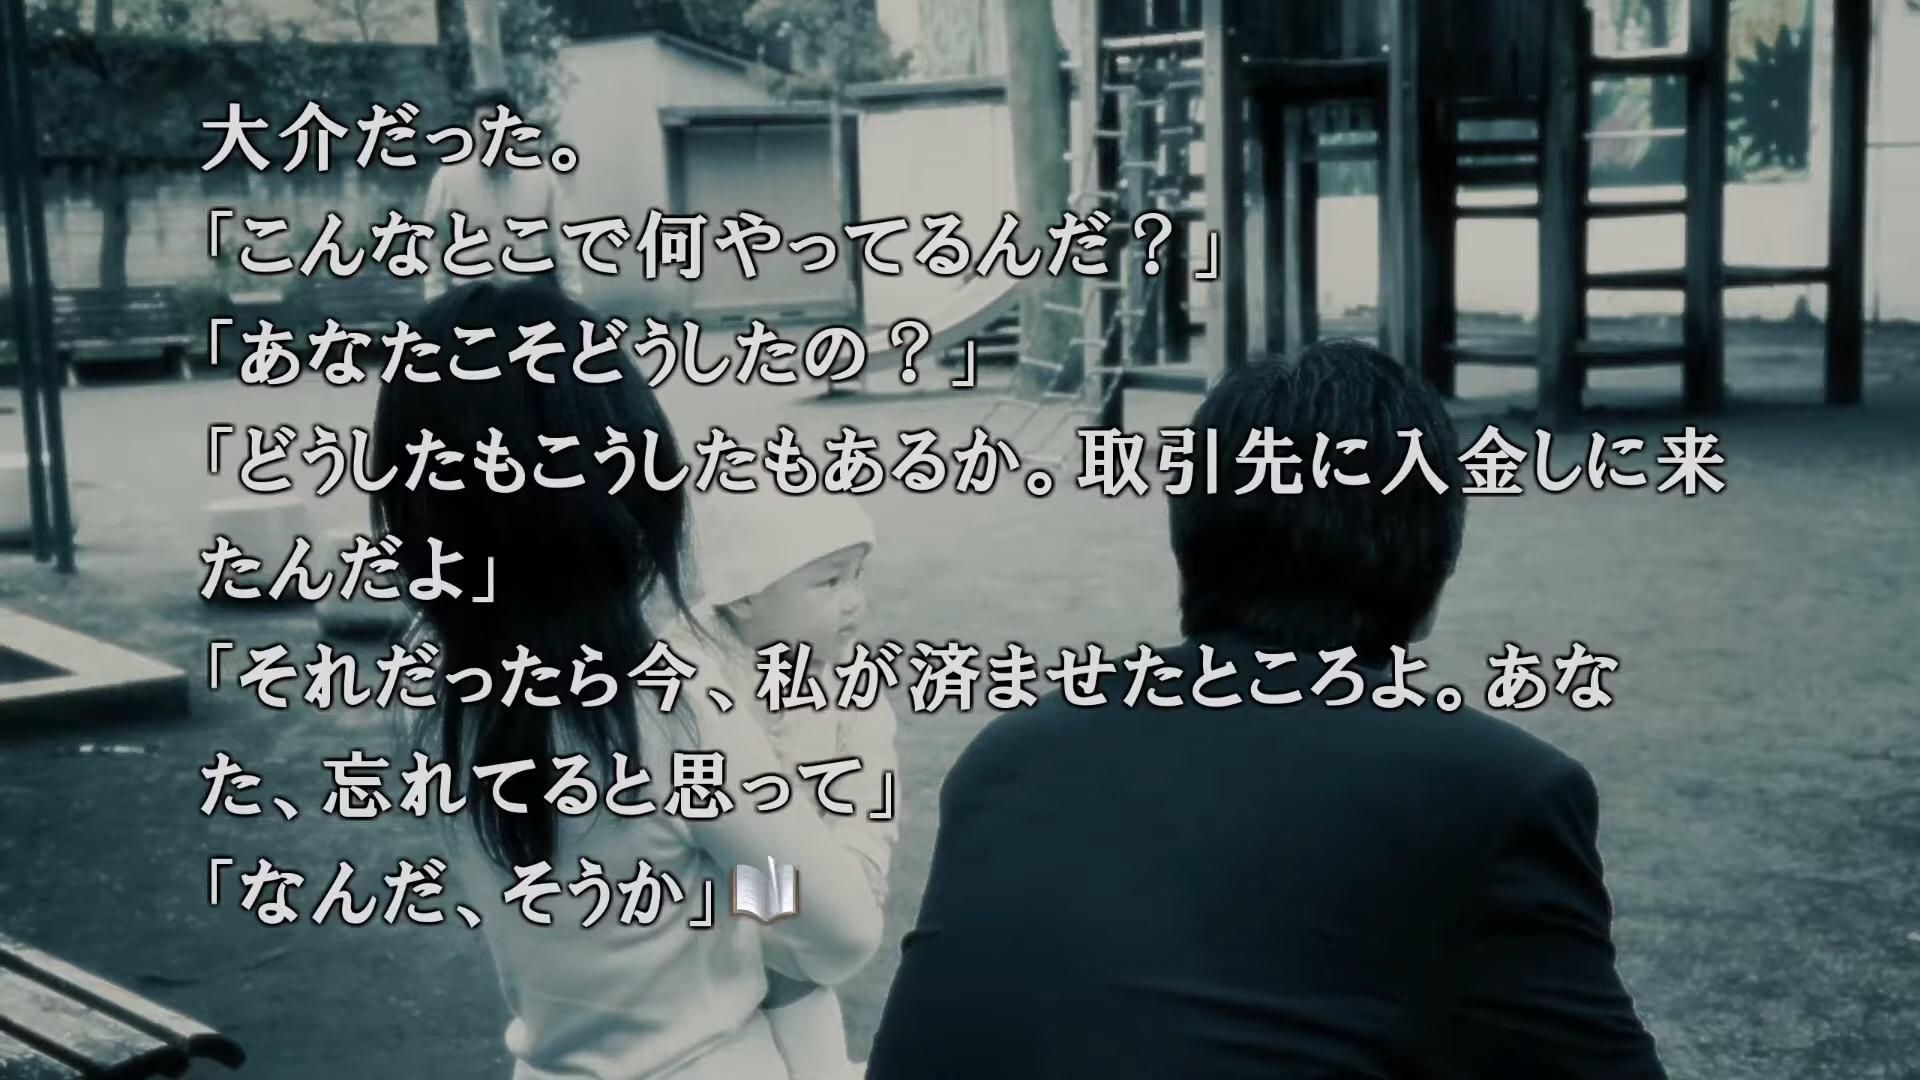 大介だった。
「こんなとこで何やってるんだ？」
「あなたこそどうしたの？」
「どうしたもこうしたもあるか。取引先に入金しに来
たんだよ」
「それだったら今、私が済ませたところよ。あな
た、忘れてると思って」
「なんだ、そうか」